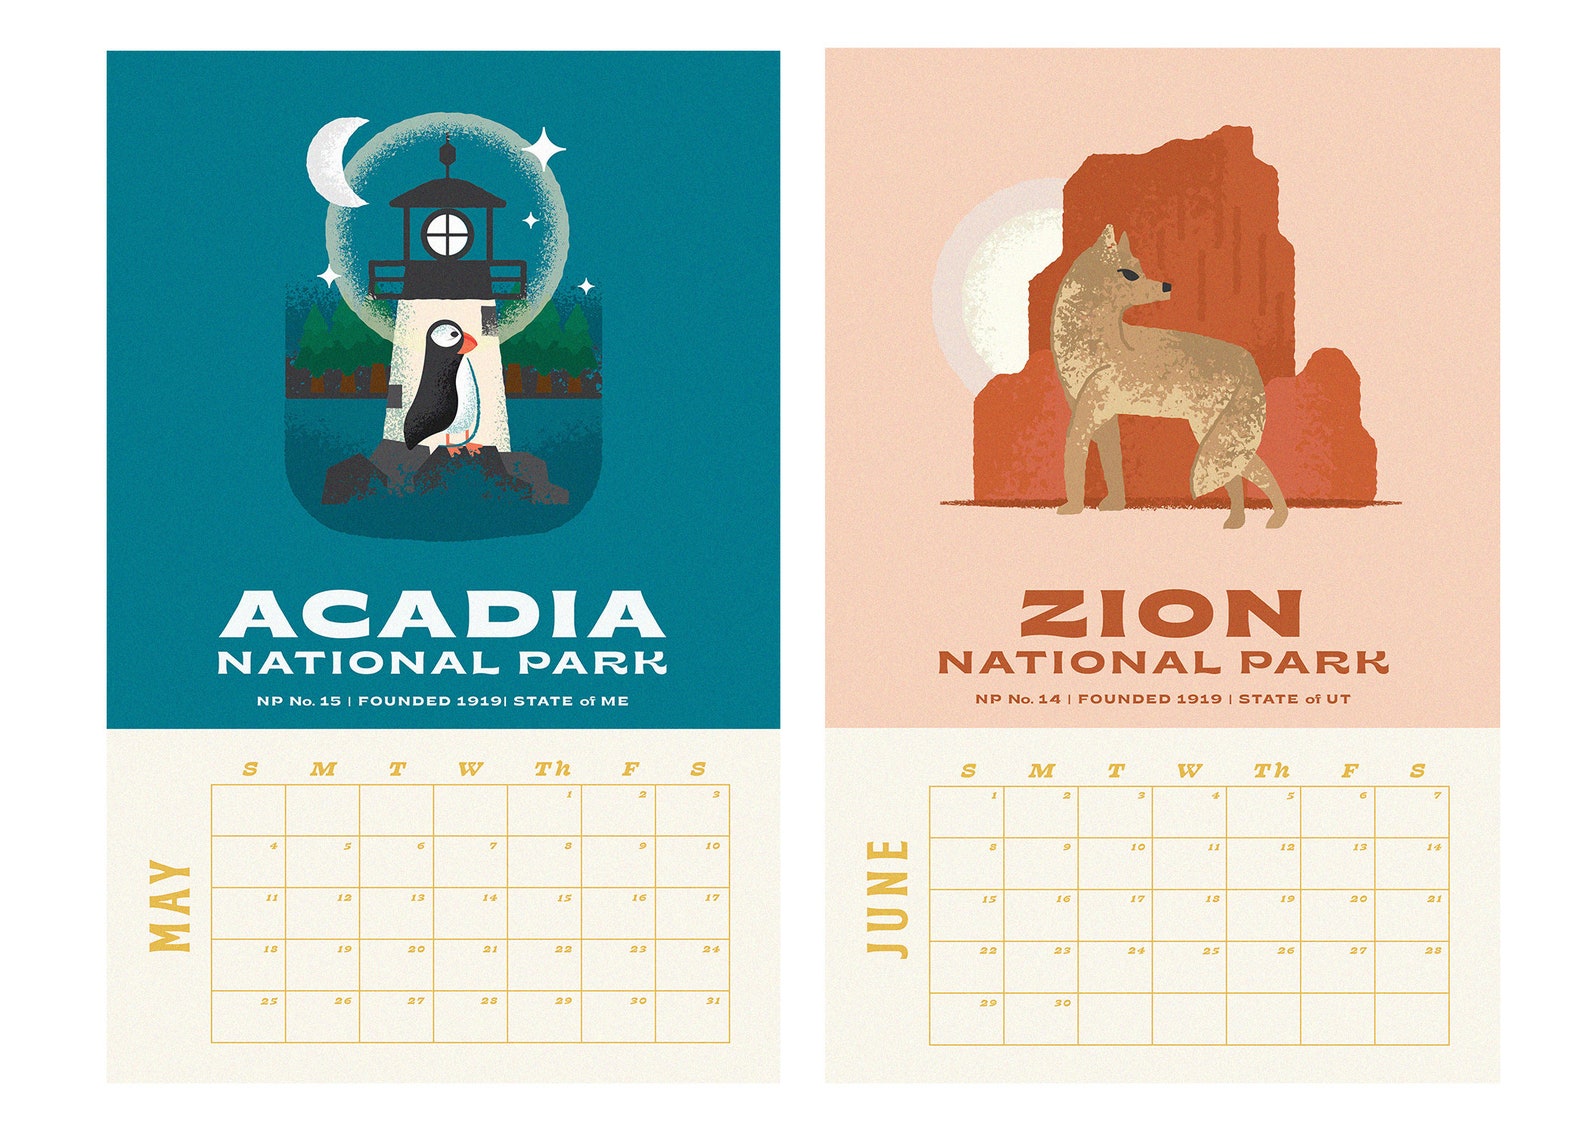 ACADIA
NATIONAL PARK
NP No. 15 | FOUNDED 1919| STATE of ME
S M T W Th F S
1 2 3
4 5 6 7 8 9 10
11 12 13 14 15 16 17
18 19 20 21 22 23 24
25 26 27 28 29 30 31
MAY
ZION
NATIONAL PARK
NP No. 14 | FOUNDED 1919 | STATE of UT
S M T W Th F S
1 2 3 4 5 6 7
8 9 10 11 12 13 14
15 16 17 18 19 20 21
22 23 24 25 26 27 28
29 30
JUNE